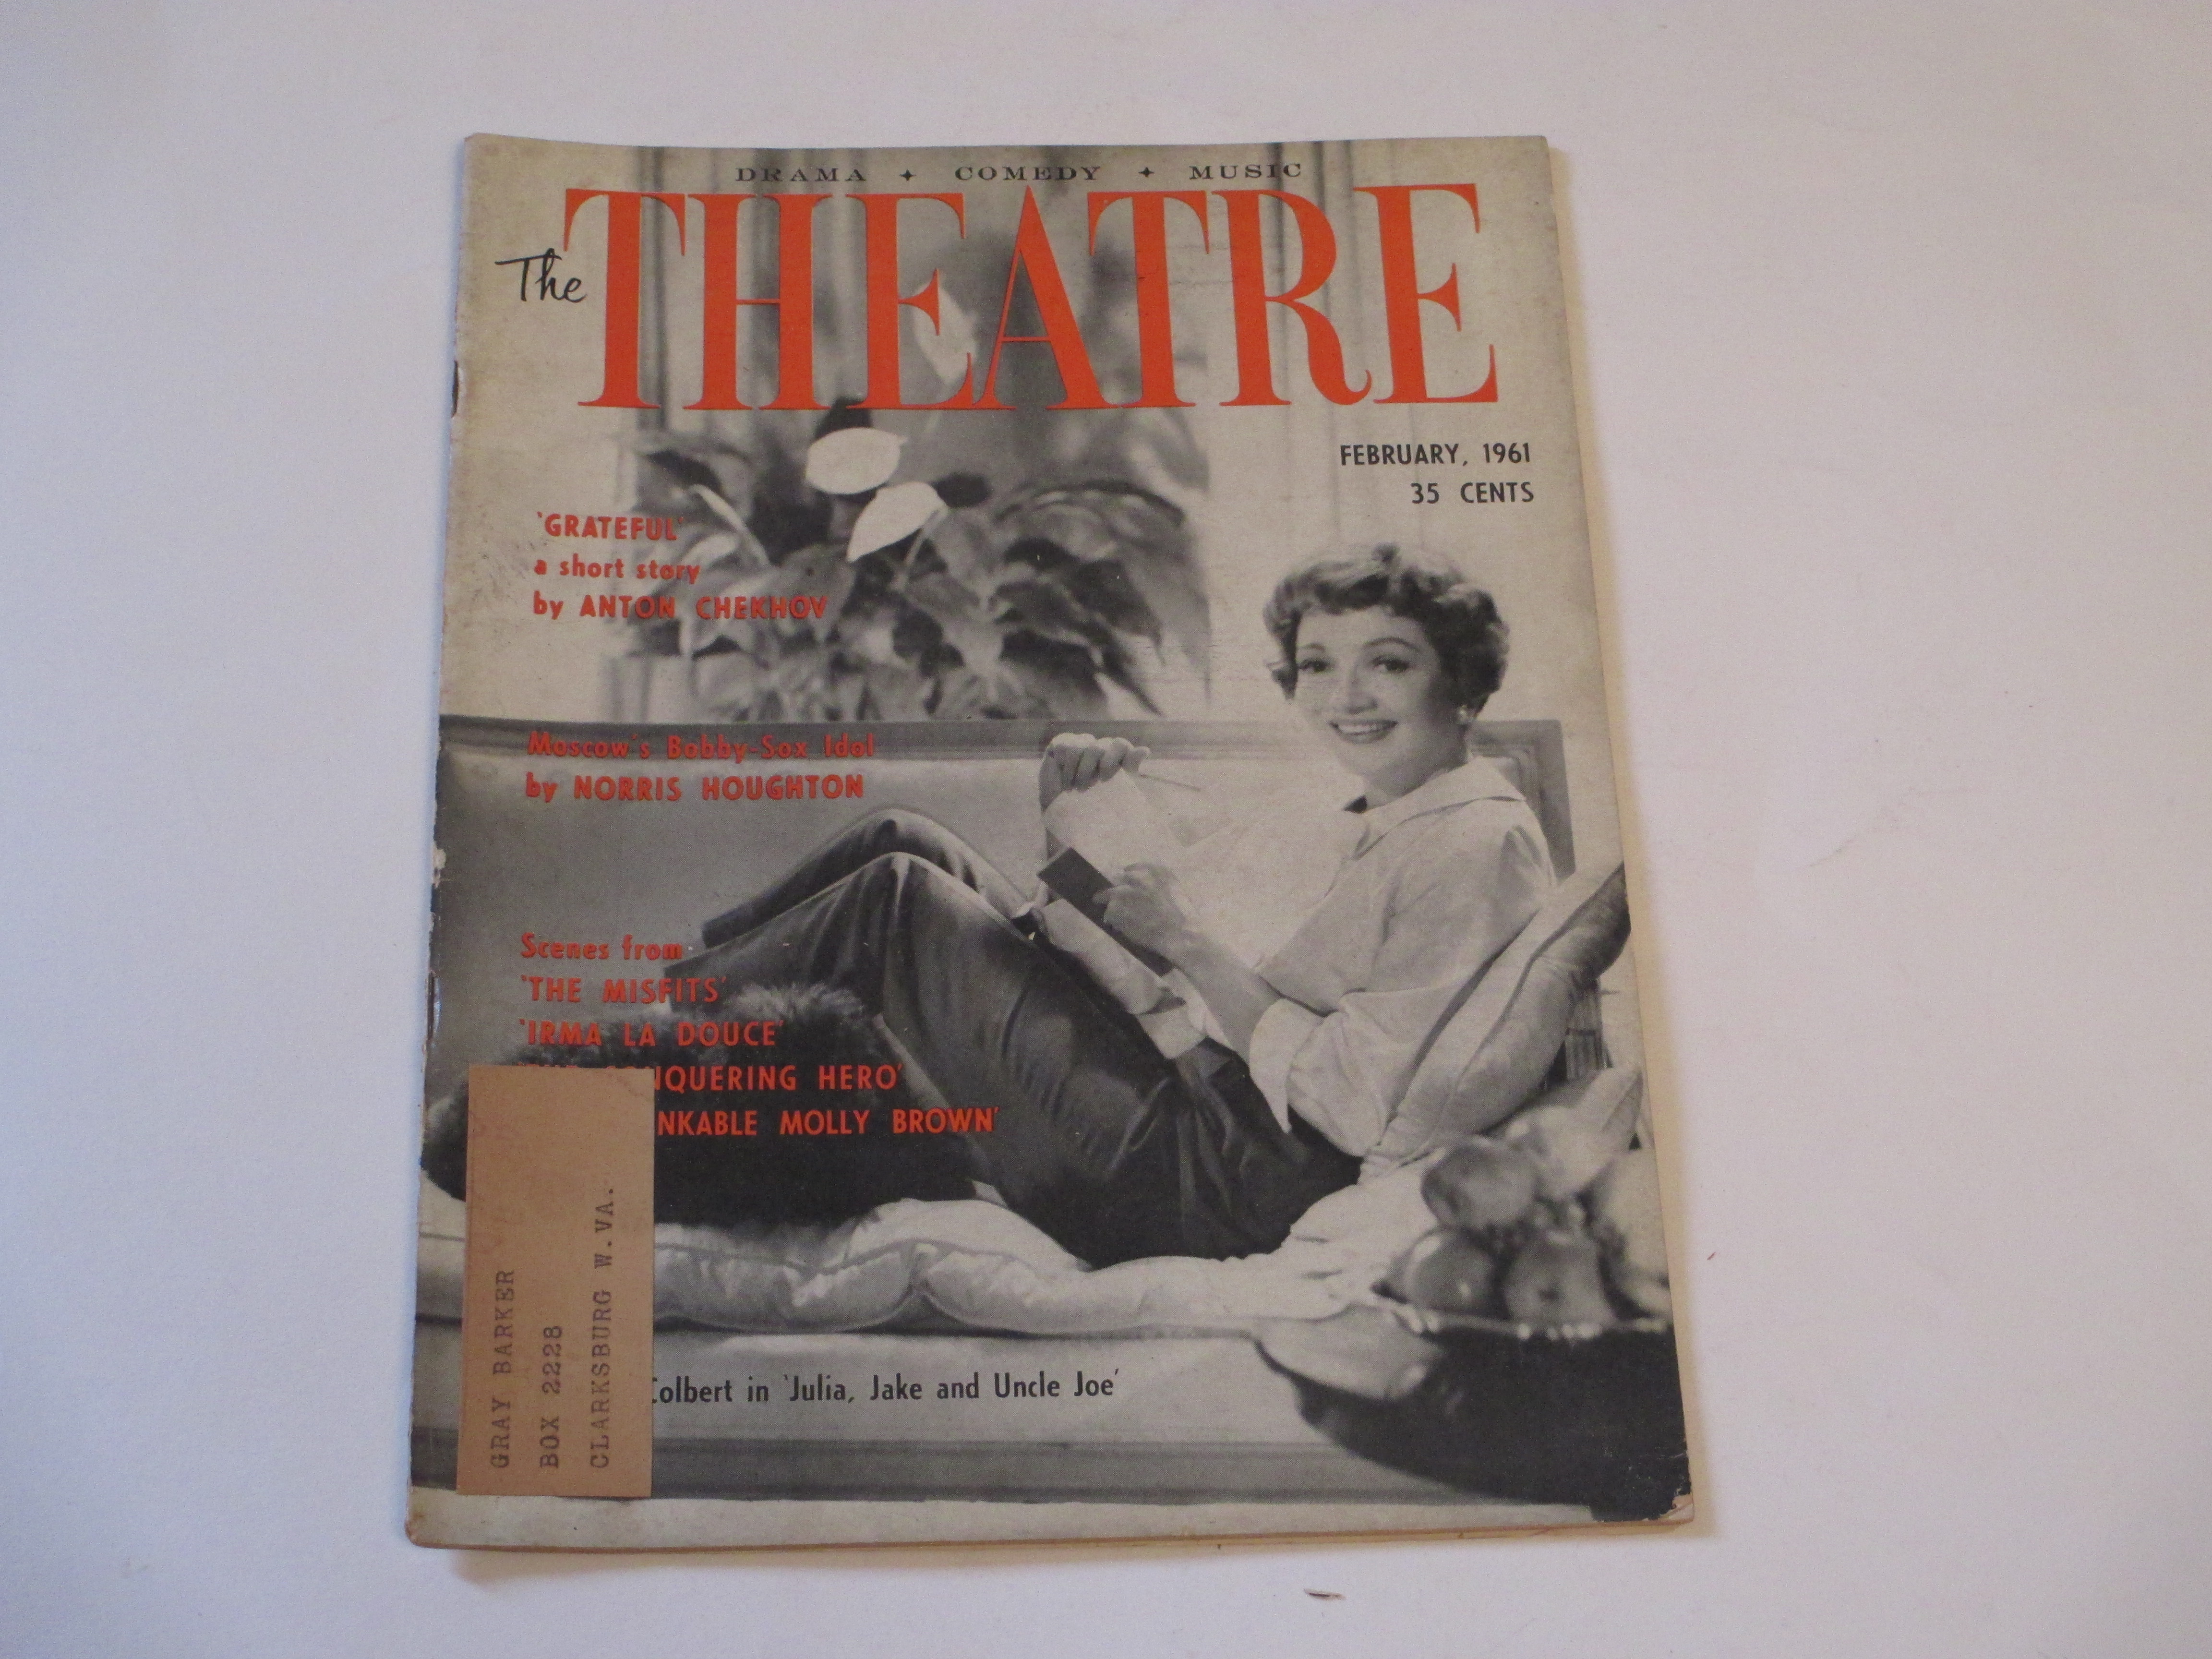 DRAMA ✦ COMEDY ✦ MUSIC
The THEATRE
FEBRUARY, 1961
35 CENTS
'GRATEFUL'
a short story
by ANTON CHEKHOV
Moscow's Bobby-Sox Idol
by NORRIS HOUGHTON
Scenes from
'THE MISFITS'
'IRMA LA DOUCE'
NQUERING HERO'
NKABLE MOLLY BROWN'
Colbert in 'Julia, Jake and Uncle Joe'
GRAY BARKER
BOX 2228
CLARKSBURG W.VA.